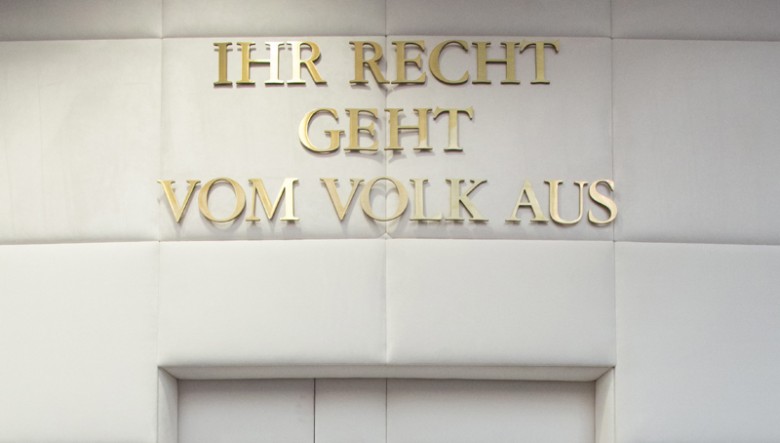 IHR RECHT
GEHT
VOM VOLK AUS